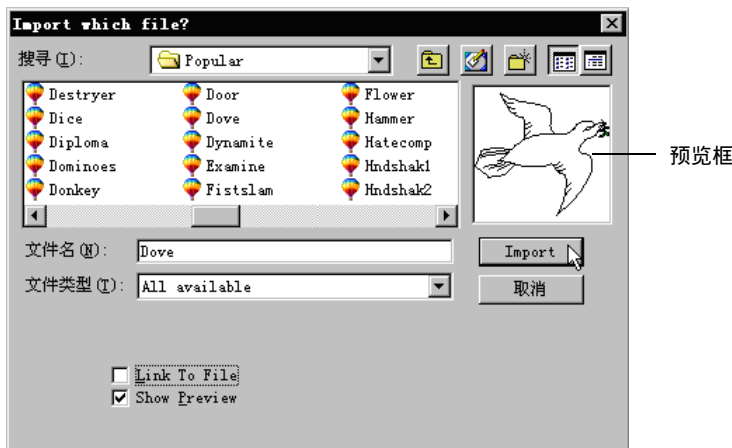 Import which file?
搜寻(I):
Popular
Destryer
Door
Flower
Dice
Dove
Hammer
Diploma
Dynamite
Hatecomp
Dominoes
Examine
Hndshak1
Donkey
Fistslam
Hndshak2
预览框
文件名(N):
Dove
Import
文件类型(T):
All available
取消
Link To File
Show Preview